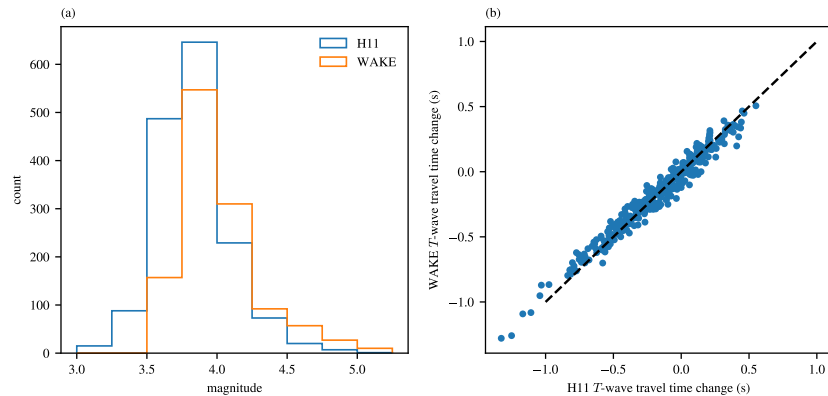 (a)
H11
WAKE
600
500
400
300
200
100
0
count
3.0 3.5 4.0 4.5 5.0
magnitude
(b)
1.0
0.5
0.0
−0.5
−1.0
WAKE T-wave travel time change (s)
−1.0 −0.5 0.0 0.5 1.0
H11 T-wave travel time change (s)